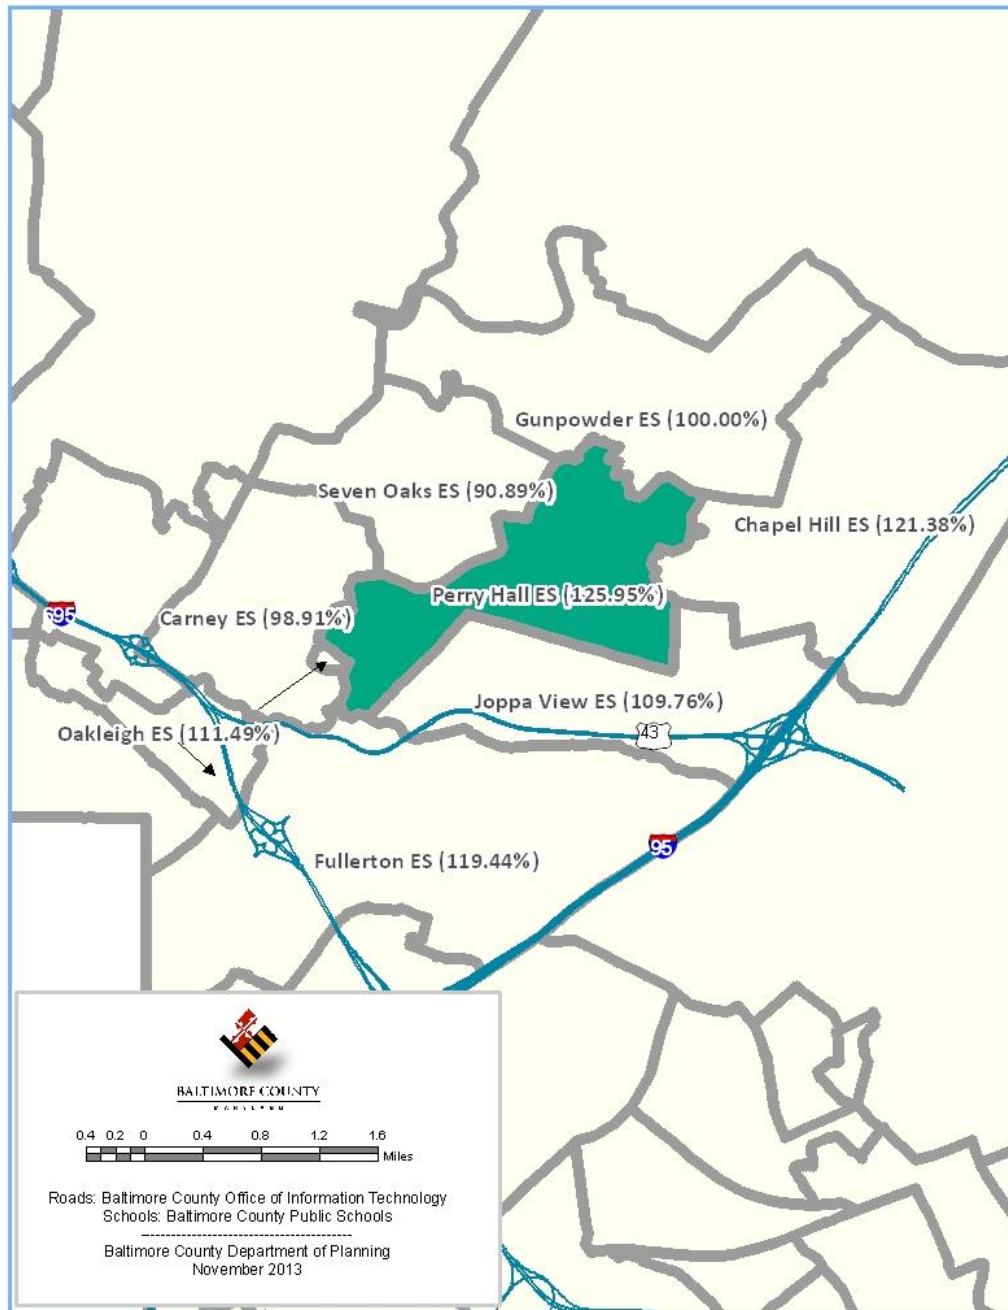 Gunpowder ES (100.00%)
Seven Oaks ES (90.89%)
Chapel Hill ES (121.38%)
Perry Hall ES (125.95%)
695
Carney ES (98.91%)
Joppa View ES (109.76%)
43
Oakleigh ES (111.49%)
95
Fullerton ES (119.44%)
BALTIMORE COUNTY
MARYLAND
0.4 0.2 0 0.4 0.8 1.2 1.6
Miles
Roads: Baltimore County Office of Information Technology
Schools: Baltimore County Public Schools
----------------------------------------
Baltimore County Department of Planning
November 2013